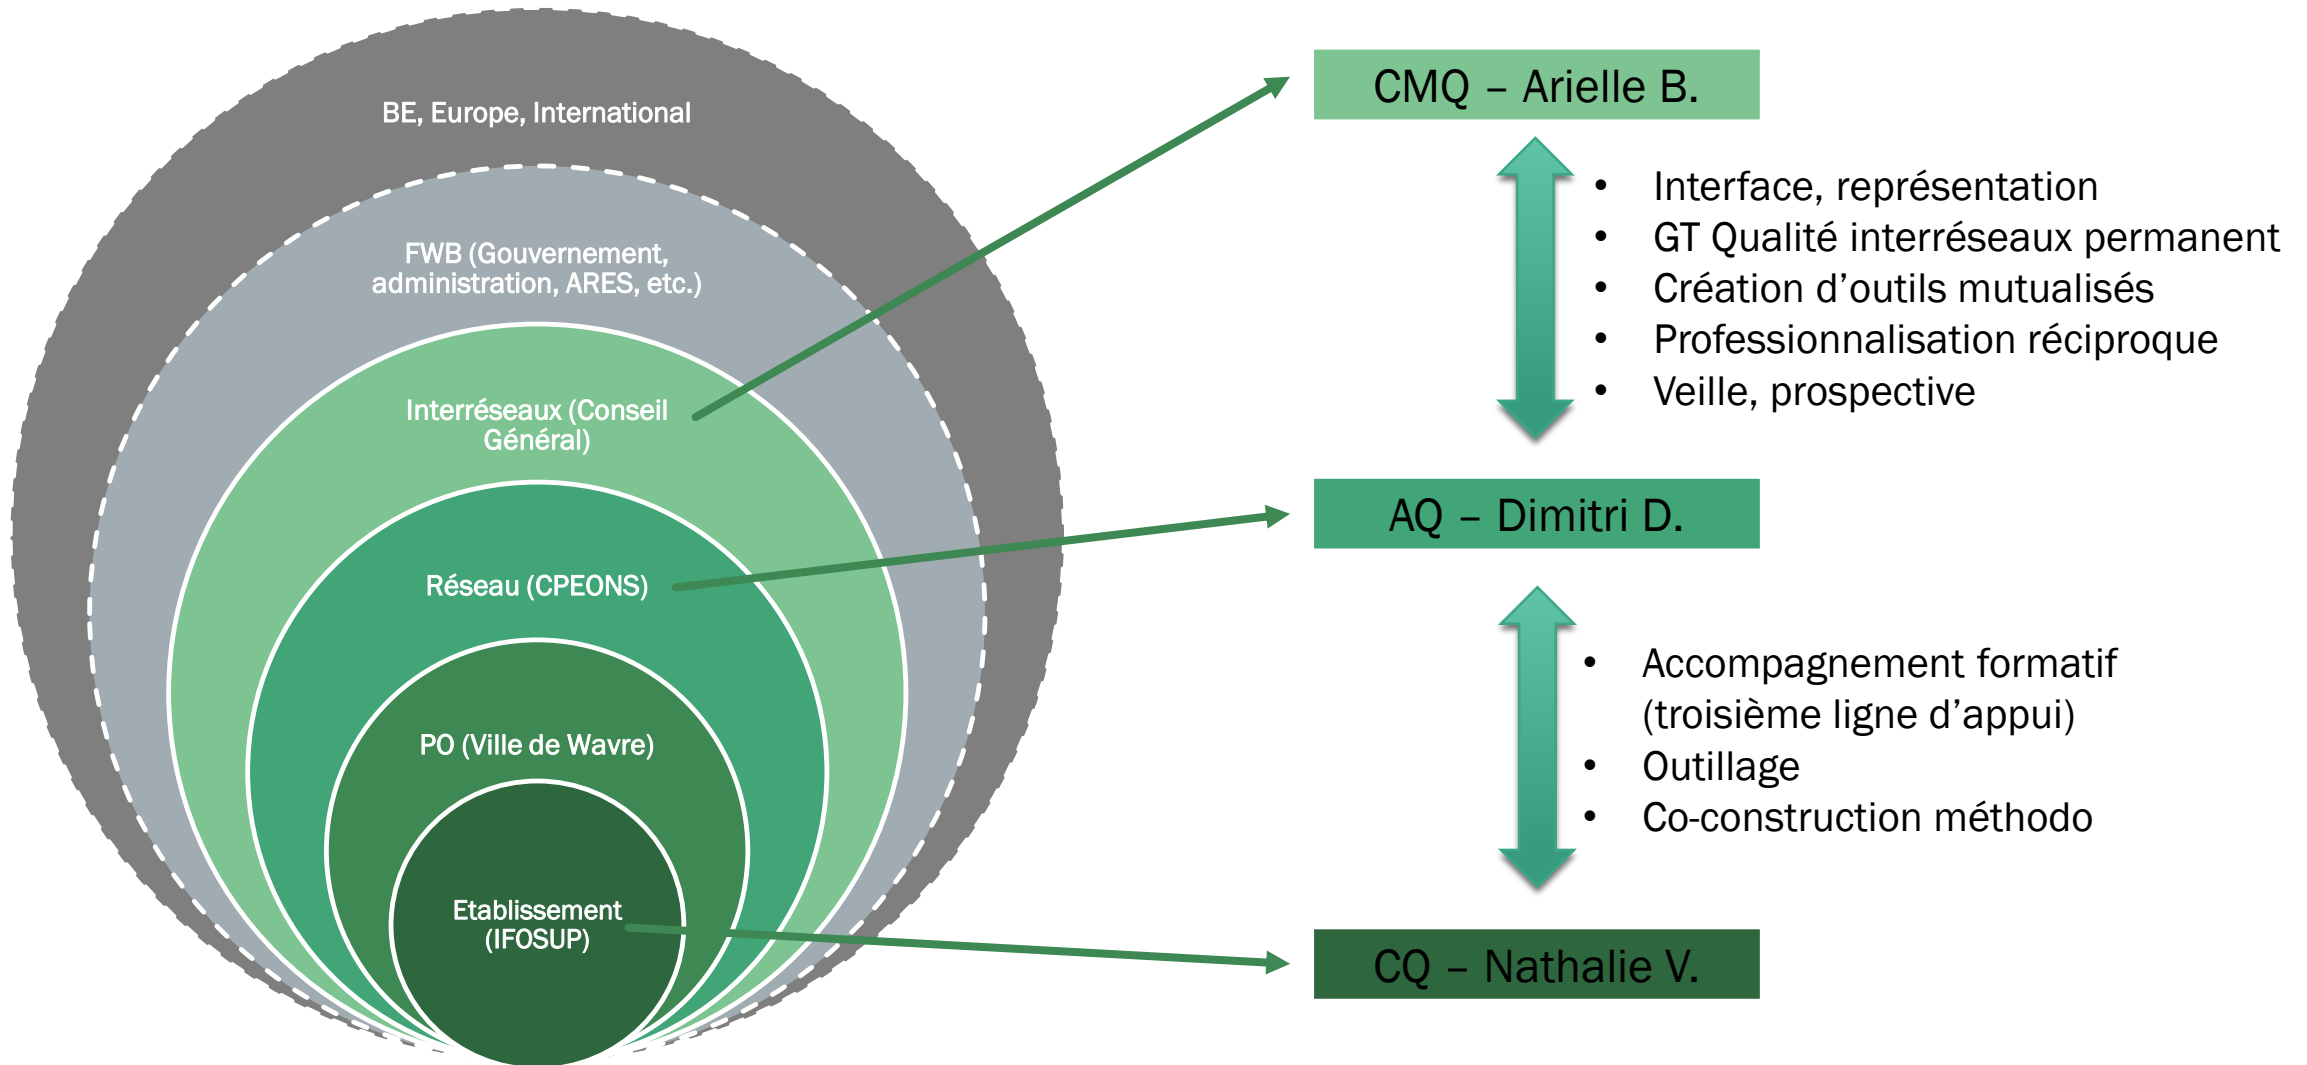 BE, Europe, International
FWB (Gouvernement,
administration, ARES, etc.)
Interréseaux (Conseil
Général)
Réseau (CPEONS)
PO (Ville de Wavre)
Etablissement
(IFOSUP)
CMQ – Arielle B.
• Interface, représentation
• GT Qualité interréseaux permanent
• Création d’outils mutualisés
• Professionnalisation réciproque
• Veille, prospective
AQ – Dimitri D.
• Accompagnement formatif
(troisième ligne d’appui)
• Outillage
• Co-construction méthodo
CQ – Nathalie V.